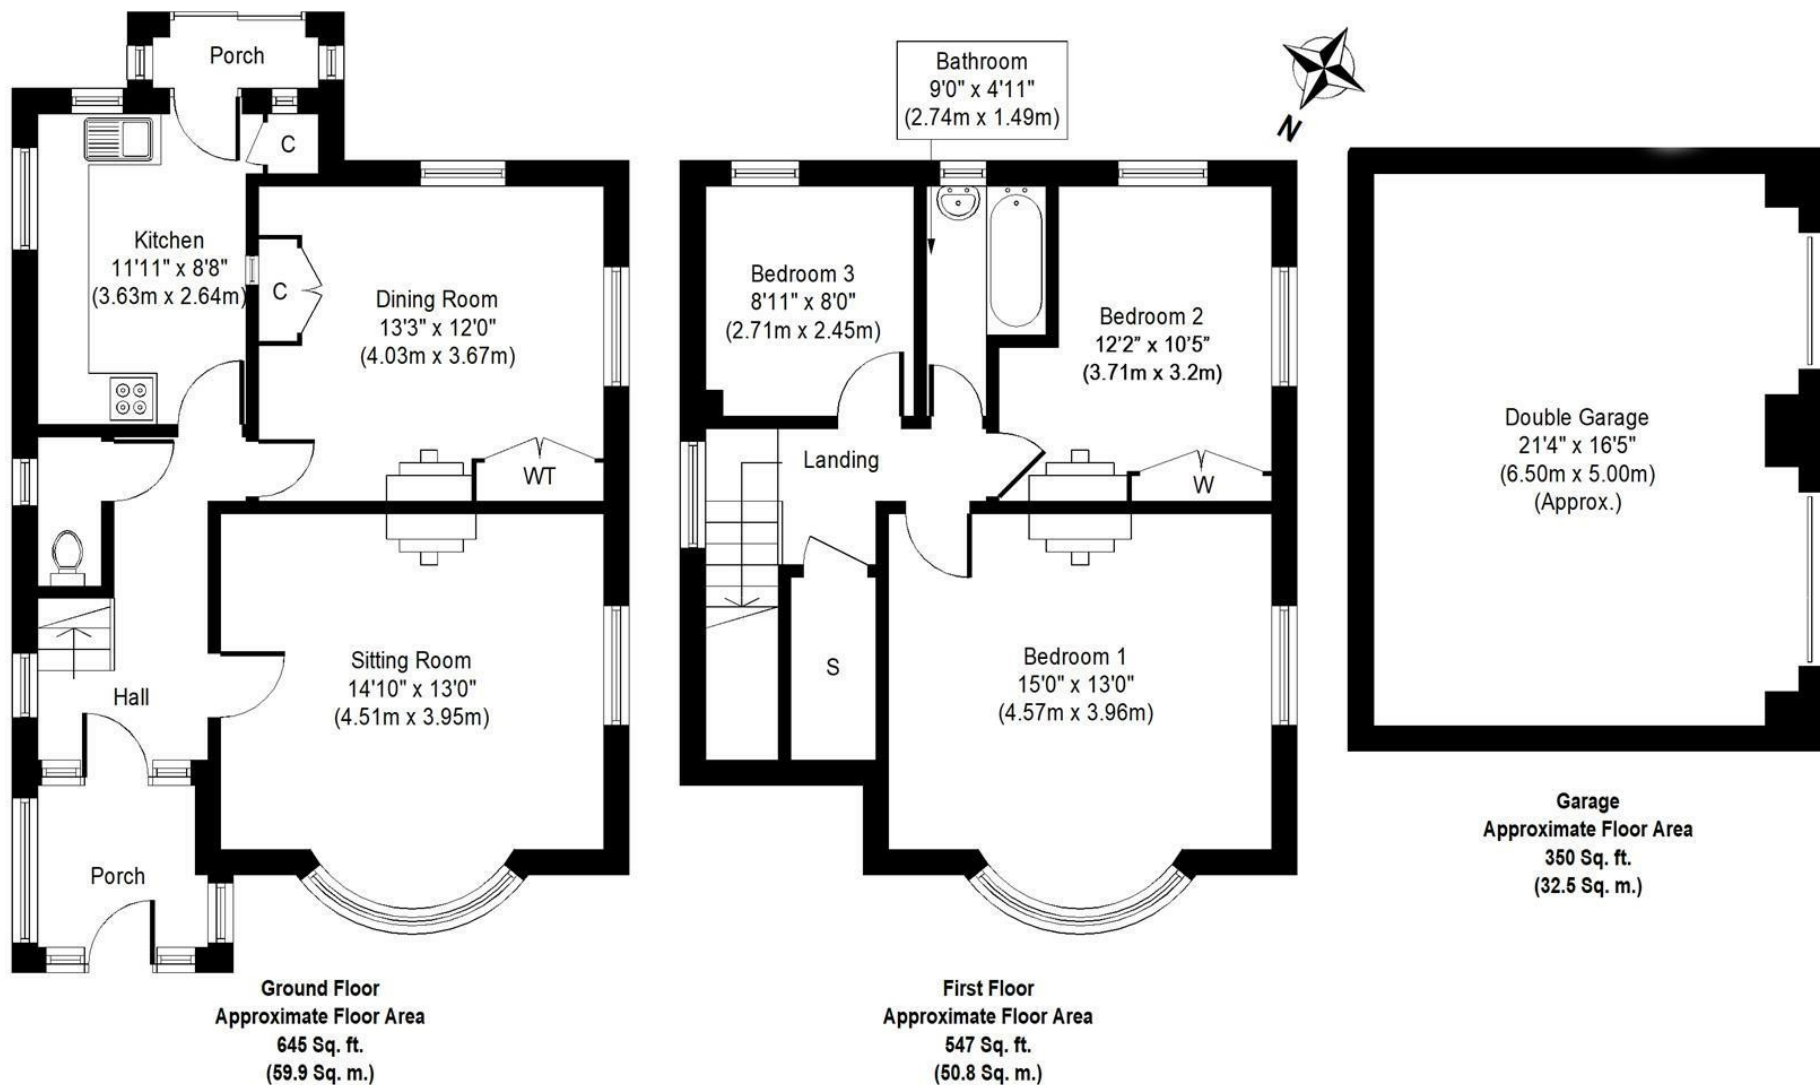 Porch
Kitchen
11'11" x 8'8"
(3.63m x 2.64m)
C
C
Dining Room
13'3" x 12'0"
(4.03m x 3.67m)
WT
Sitting Room
14'10" x 13'0"
(4.51m x 3.95m)
Hall
Porch
Ground Floor
Approximate Floor Area
645 Sq. ft.
(59.9 Sq. m.)
Bathroom
9'0" x 4'11"
(2.74m x 1.49m)
Bedroom 3
8'11" x 8'0"
(2.71m x 2.45m)
Bedroom 2
12'2" x 10'5"
(3.71m x 3.2m)
Landing
W
S
Bedroom 1
15'0" x 13'0"
(4.57m x 3.96m)
First Floor
Approximate Floor Area
547 Sq. ft.
(50.8 Sq. m.)
N
Double Garage
21'4" x 16'5"
(6.50m x 5.00m)
(Approx.)
Garage
Approximate Floor Area
350 Sq. ft.
(32.5 Sq. m.)